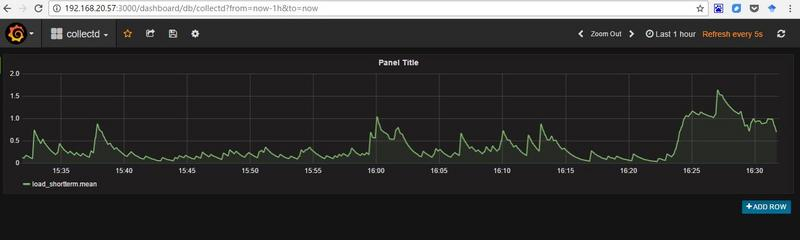 192.168.20.57:3000/dashboard/db/collectd?from=now-1h&to=now
collectd Zoom Out Last 1 hour Refresh every 5s
Panel Title
2.0
1.5
1.0
0.5
0
15:35 15:40 15:45 15:50 15:55 16:00 16:05 16:10 16:15 16:20 16:25 16:30
load_shortterm.mean
+ ADD ROW